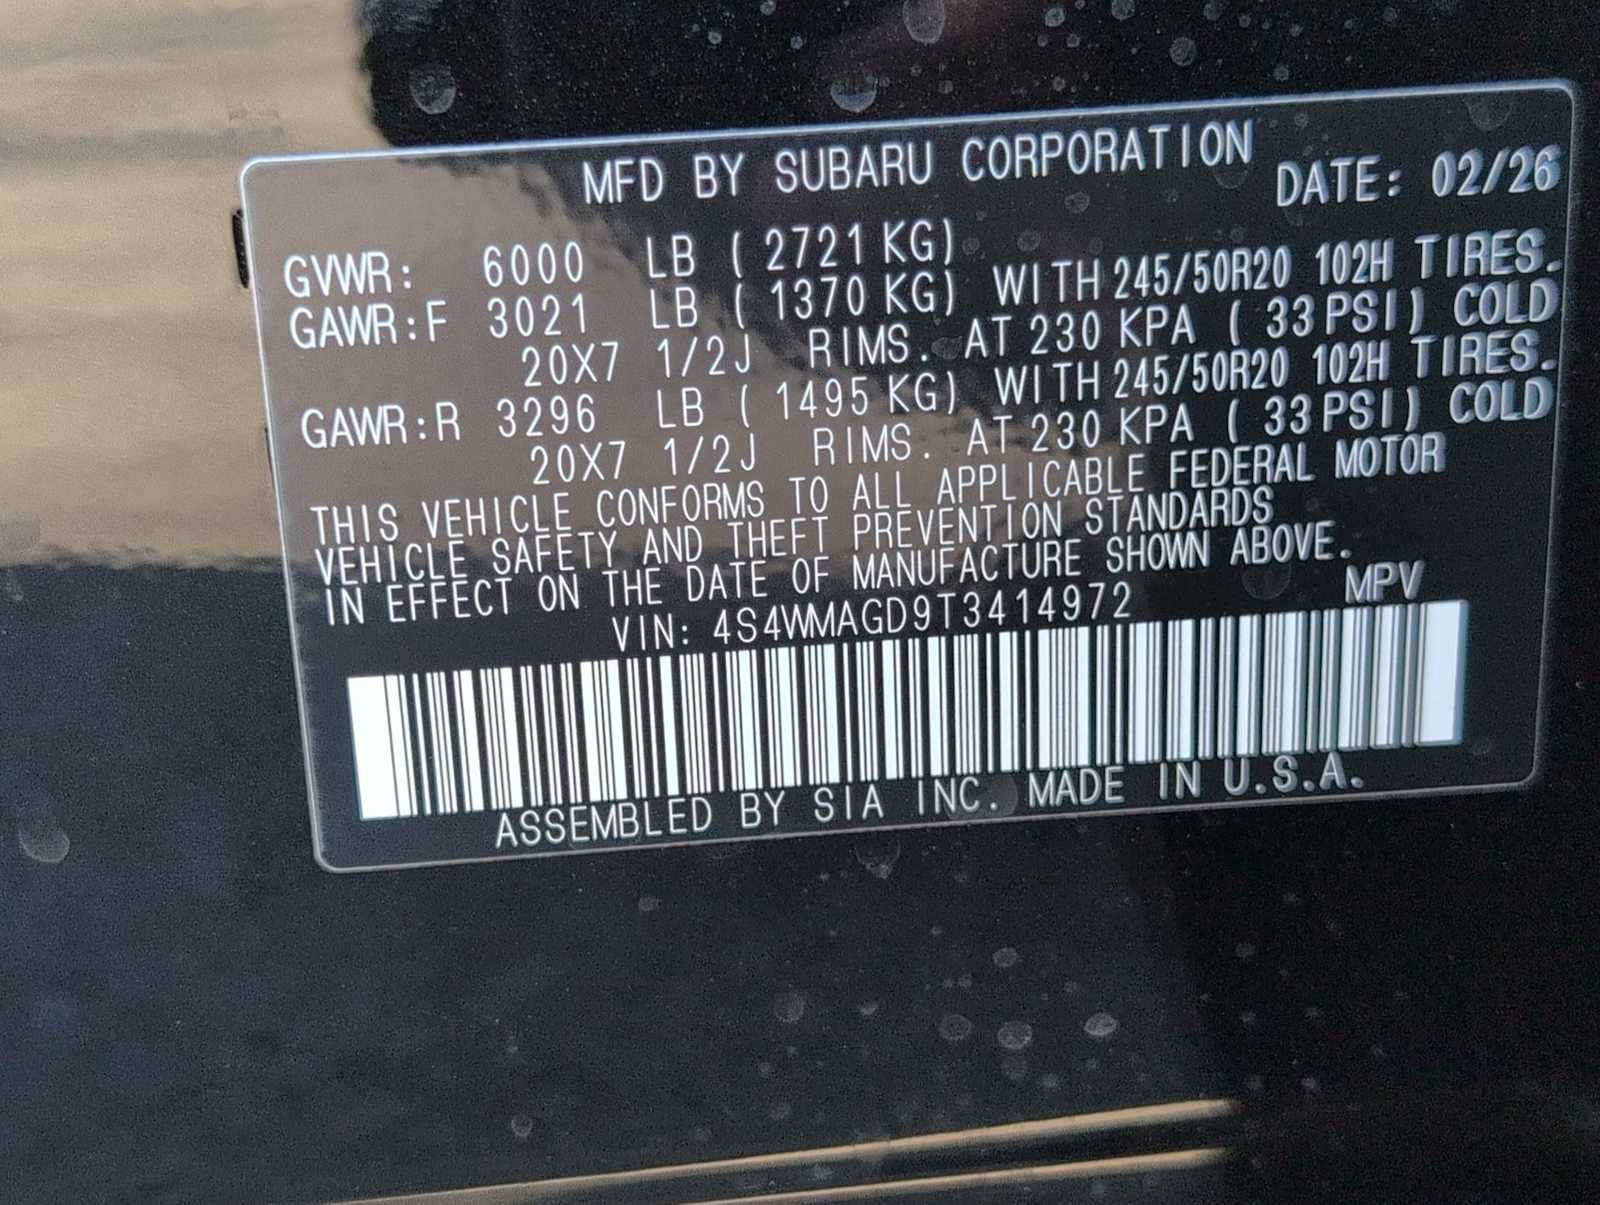 MFD BY SUBARU CORPORATION DATE: 02/26
GVWR: 6000 LB ( 2721 KG)
GAWR:F 3021 LB ( 1370 KG) WITH 245/50R20 102H TIRES.
20X7 1/2J RIMS. AT 230 KPA ( 33 PSI) COLD
GAWR:R 3296 LB ( 1495 KG) WITH 245/50R20 102H TIRES.
20X7 1/2J RIMS. AT 230 KPA ( 33 PSI) COLD
THIS VEHICLE CONFORMS TO ALL APPLICABLE FEDERAL MOTOR
VEHICLE SAFETY AND THEFT PREVENTION STANDARDS
IN EFFECT ON THE DATE OF MANUFACTURE SHOWN ABOVE.
VIN: 4S4WMAGD9T3414972 MPV
ASSEMBLED BY SIA INC. MADE IN U.S.A.